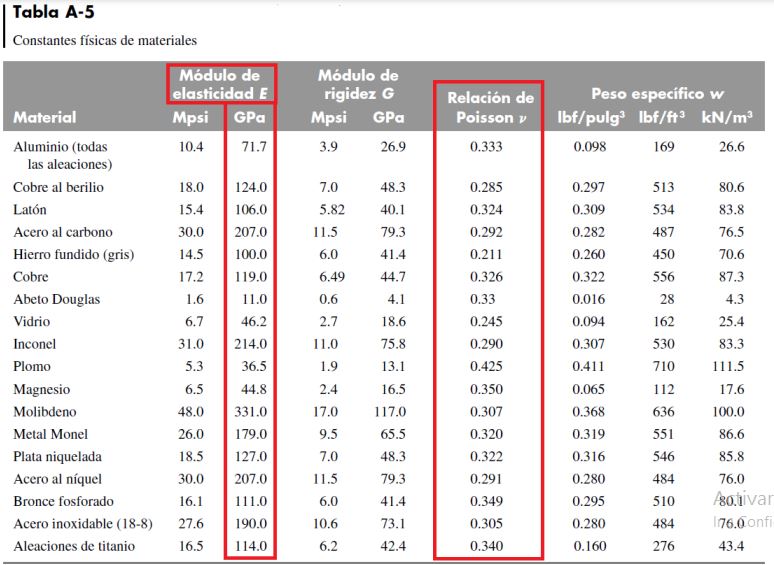 Tabla A-5
Constantes físicas de materiales
Módulo de elasticidad E Módulo de rigidez G Relación de Poisson ν Peso específico w
Material Mpsi GPa Mpsi GPa lbf/pulg³ lbf/ft³ kN/m³
Aluminio (todas 10.4 71.7 3.9 26.9 0.333 0.098 169 26.6
las aleaciones)
Cobre al berilio 18.0 124.0 7.0 48.3 0.285 0.297 513 80.6
Latón 15.4 106.0 5.82 40.1 0.324 0.309 534 83.8
Acero al carbono 30.0 207.0 11.5 79.3 0.292 0.282 487 76.5
Hierro fundido (gris) 14.5 100.0 6.0 41.4 0.211 0.260 450 70.6
Cobre 17.2 119.0 6.49 44.7 0.326 0.322 556 87.3
Abeto Douglas 1.6 11.0 0.6 4.1 0.33 0.016 28 4.3
Vidrio 6.7 46.2 2.7 18.6 0.245 0.094 162 25.4
Inconel 31.0 214.0 11.0 75.8 0.290 0.307 530 83.3
Plomo 5.3 36.5 1.9 13.1 0.425 0.411 710 111.5
Magnesio 6.5 44.8 2.4 16.5 0.350 0.065 112 17.6
Molibdeno 48.0 331.0 17.0 117.0 0.307 0.368 636 100.0
Metal Monel 26.0 179.0 9.5 65.5 0.320 0.319 551 86.6
Plata niquelada 18.5 127.0 7.0 48.3 0.322 0.316 546 85.8
Acero al níquel 30.0 207.0 11.5 79.3 0.291 0.280 484 76.0
Bronce fosforado 16.1 111.0 6.0 41.4 0.349 0.295 510 80.1
Acero inoxidable (18-8) 27.6 190.0 10.6 73.1 0.305 0.280 484 76.0
Aleaciones de titanio 16.5 114.0 6.2 42.4 0.340 0.160 276 43.4
Activar